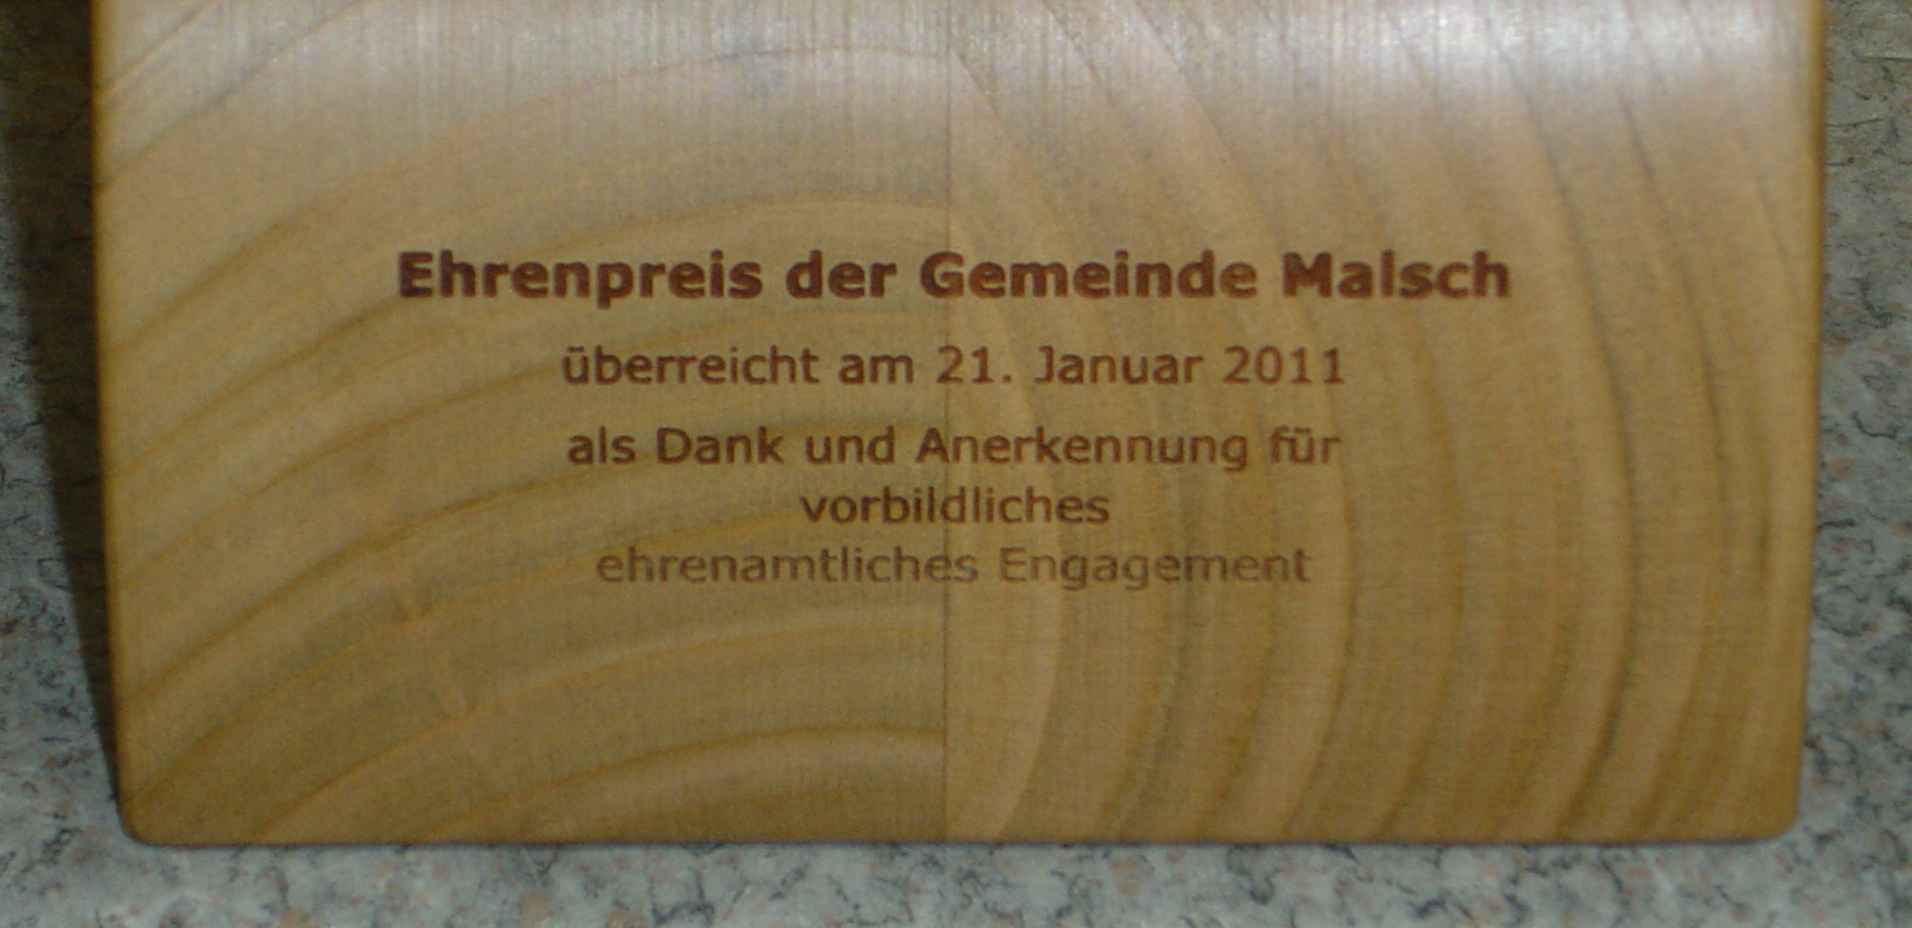 Ehrenpreis der Gemeinde Malsch
überreicht am 21. Januar 2011
als Dank und Anerkennung für
vorbildliches
ehrenamtliches Engagement